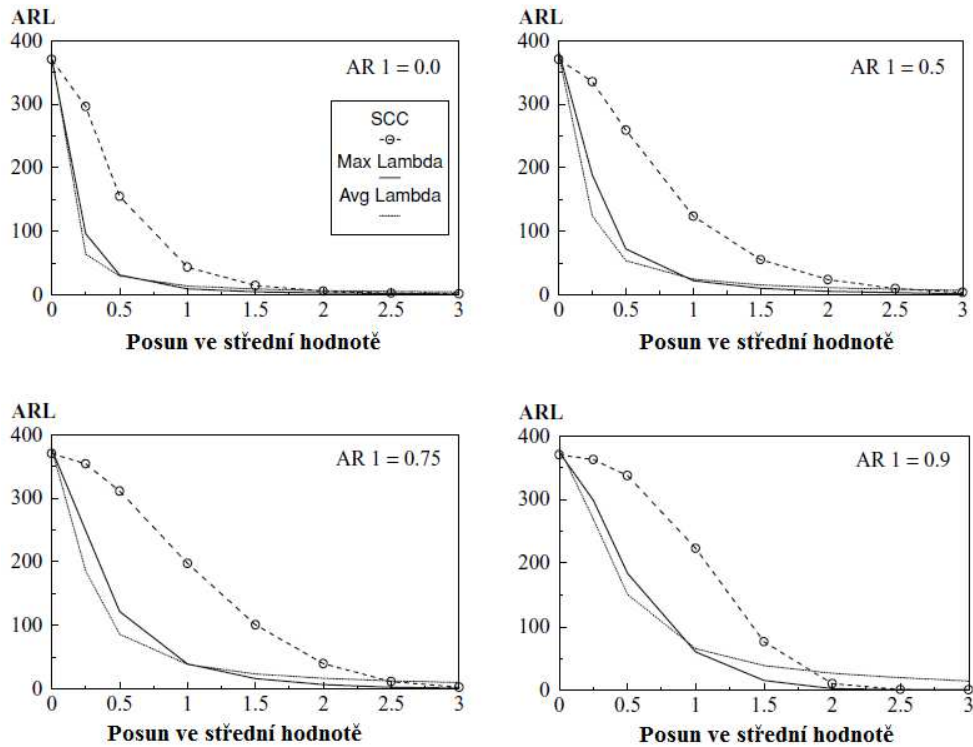 ARL
400
300
200
100
0
AR 1 = 0.0
SCC
Max Lambda
Avg Lambda
0 0.5 1 1.5 2 2.5 3
Posun ve střední hodnotě
ARL
400
300
200
100
0
AR 1 = 0.5
0 0.5 1 1.5 2 2.5 3
Posun ve střední hodnotě
ARL
400
300
200
100
0
AR 1 = 0.75
0 0.5 1 1.5 2 2.5 3
Posun ve střední hodnotě
ARL
400
300
200
100
0
AR 1 = 0.9
0 0.5 1 1.5 2 2.5 3
Posun ve střední hodnotě